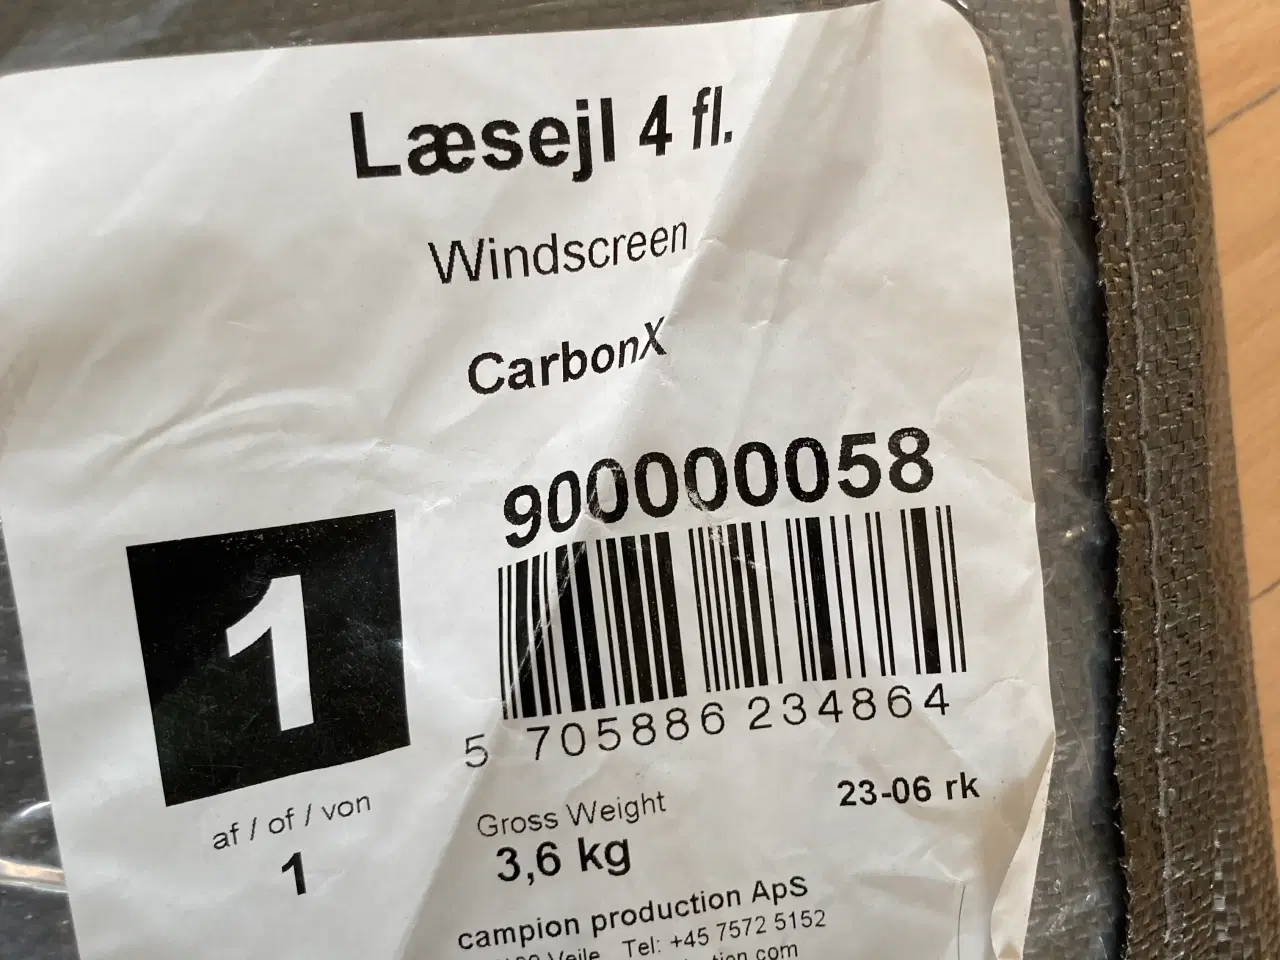 Læsejl 4 fl.
Windscreen
CarbonX
900000058
5 705886 234864
1
af / of / von
1
Gross Weight
3,6 kg
23-06 rk
campion production ApS
Vejle Tel: +45 7572 5152